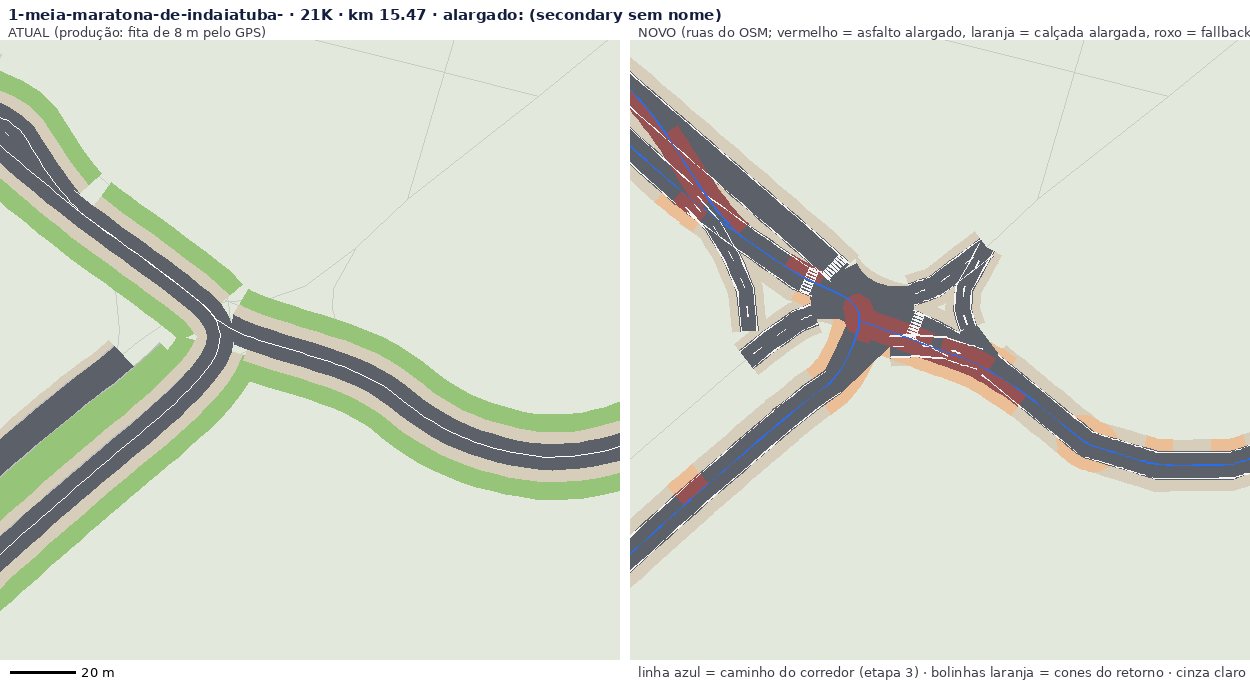 1-meia-maratona-de-indaiatuba- · 21K · km 15.47 · alargado: (secondary sem nome)
ATUAL (produção: fita de 8 m pelo GPS)
NOVO (ruas do OSM; vermelho = asfalto alargado, laranja = calçada alargada, roxo = fallback
20 m
linha azul = caminho do corredor (etapa 3) · bolinhas laranja = cones do retorno · cinza claro